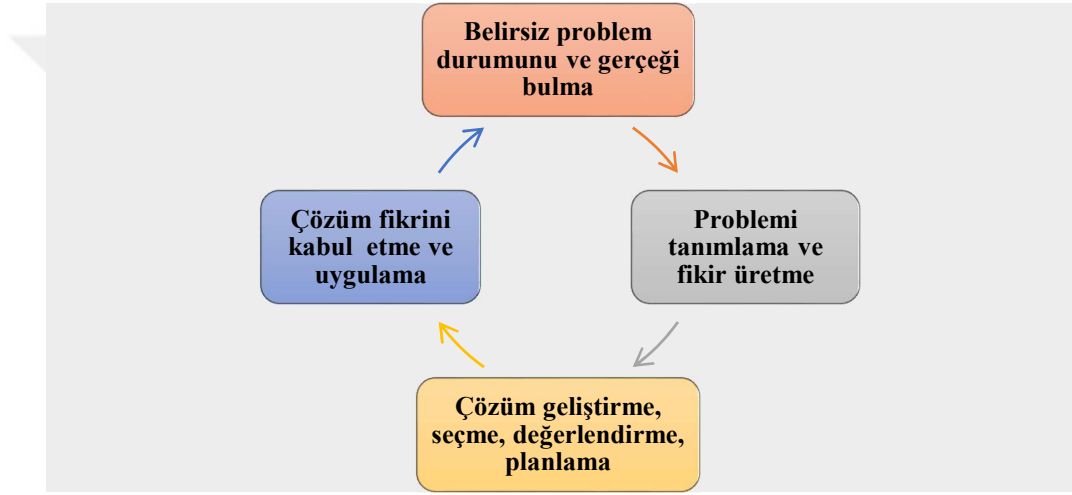 Belirsiz problem
durumunu ve gerçeği
bulma
Problemi
tanımlama ve
fikir üretme
Çözüm geliştirme,
seçme, değerlendirme,
planlama
Çözüm fikrini
kabul etme ve
uygulama